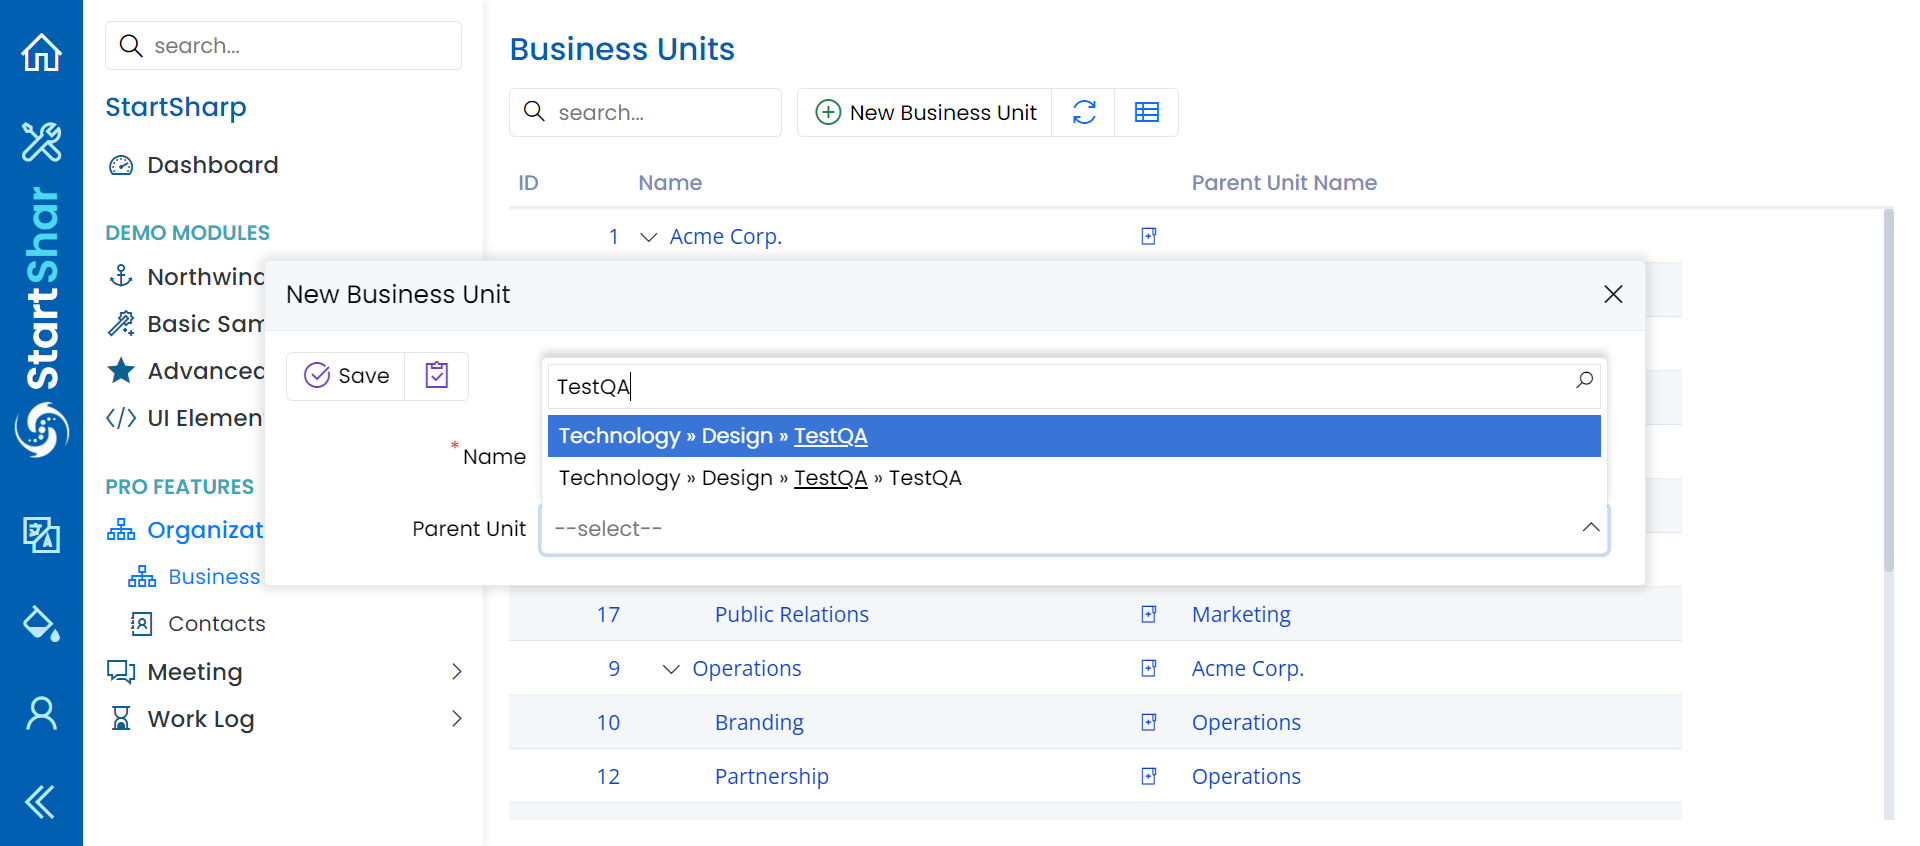 StartShar
search...
StartSharp
Dashboard
DEMO MODULES
Northwind
Basic Sam
Advanced
UI Elemen
PRO FEATURES
Organizat
Business
Contacts
Meeting
Work Log
Business Units
search...
New Business Unit
ID Name Parent Unit Name
1 Acme Corp.
New Business Unit
Save
TestQA
Technology » Design » TestQA
Technology » Design » TestQA » TestQA
* Name
Parent Unit --select--
17 Public Relations Marketing
9 Operations Acme Corp.
10 Branding Operations
12 Partnership Operations